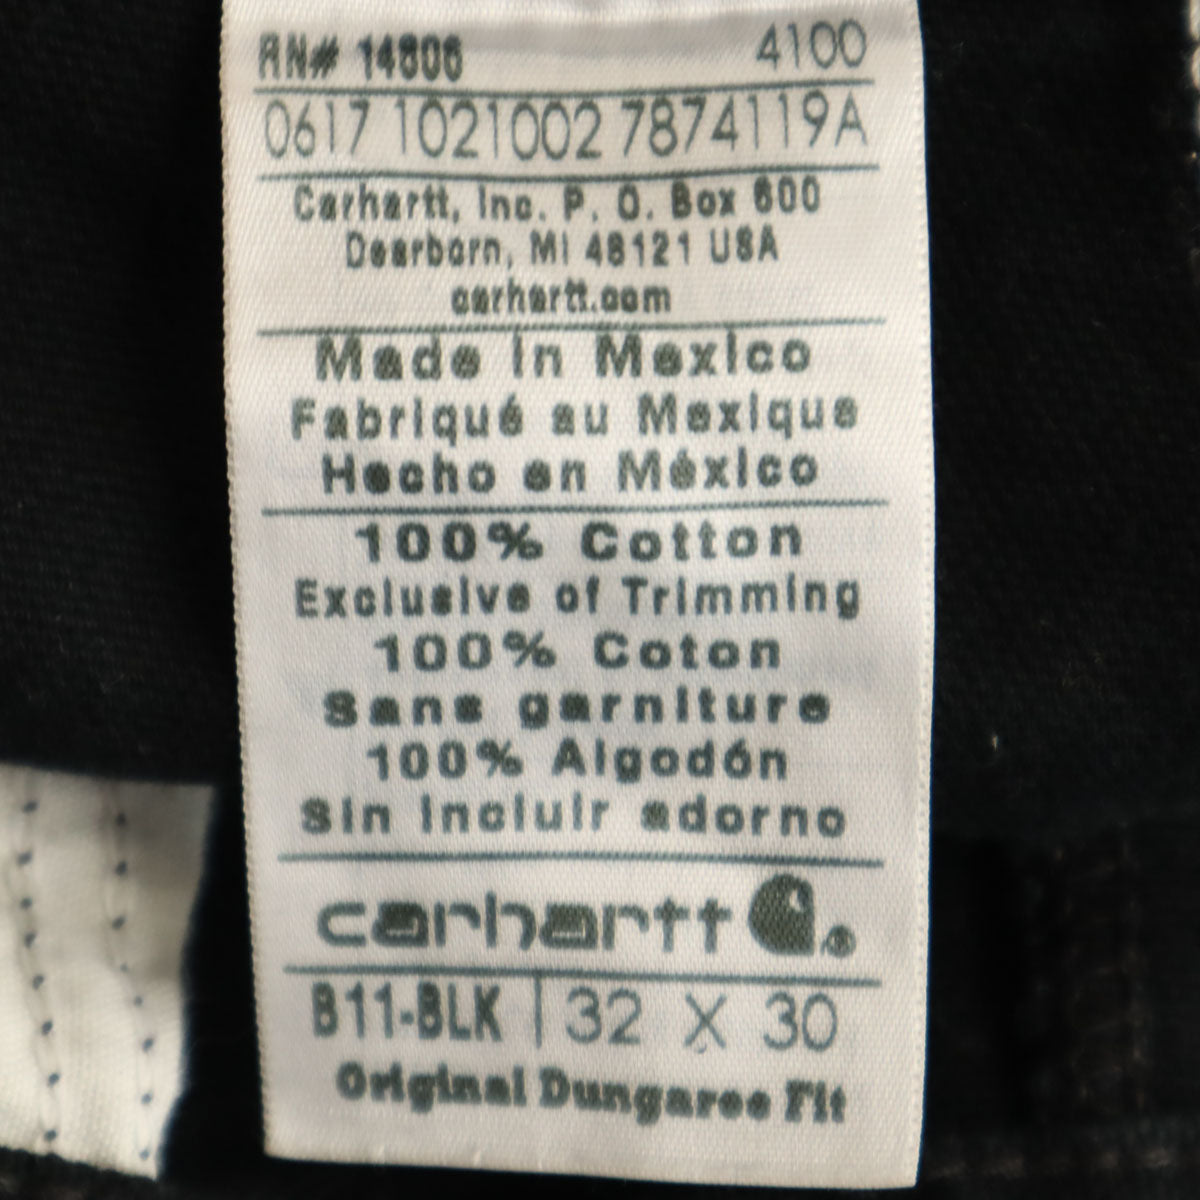 RN# 14806 4100
0617 1021002 7874119A
Carhartt, Inc. P. O. Box 600
Dearborn, MI 48121 USA
carhartt.com
Made in Mexico
Fabriqué au Mexique
Hecho en México
100% Cotton
Exclusive of Trimming
100% Coton
Sans garniture
100% Algodón
Sin incluir adorno
carhartt ®
B11-BLK | 32 X 30
Original Dungaree Fit